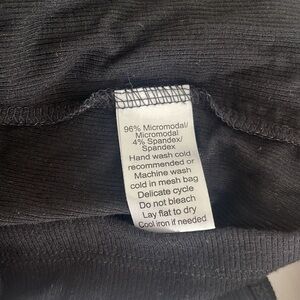 96% Micromodal/
Micromodal
4% Spandex/
Spandex
Hand wash cold
recommended or
Machine wash
cold in mesh bag
Delicate cycle
Do not bleach
Lay flat to dry
Cool iron if needed